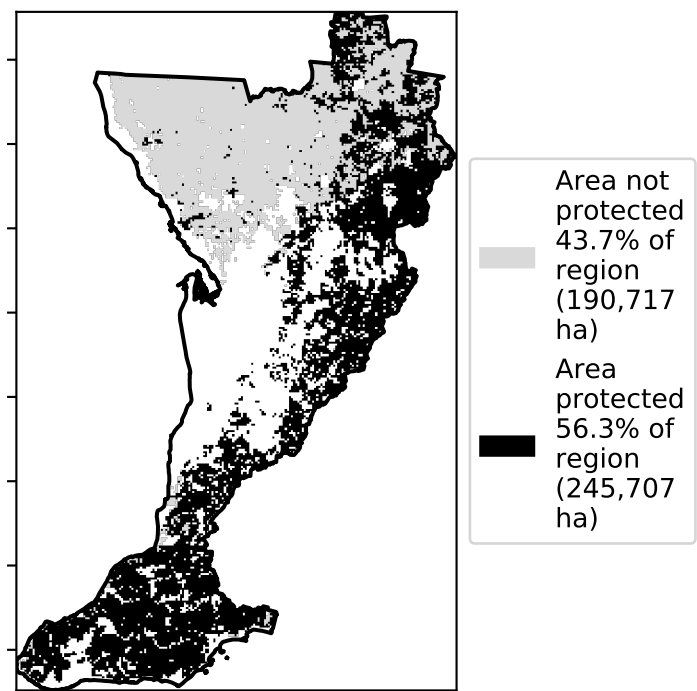 Area not
protected
43.7% of
region
(190,717
ha)
Area
protected
56.3% of
region
(245,707
ha)